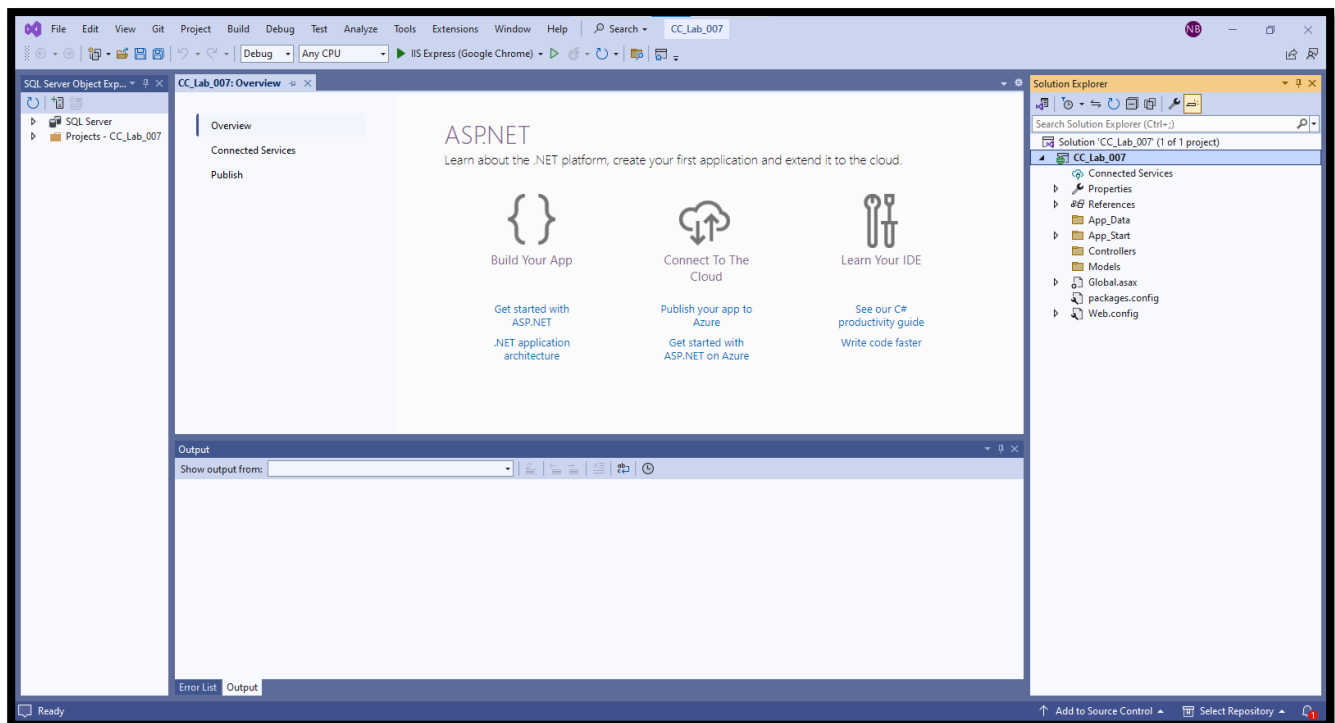 File Edit View Git Project Build Debug Test Analyze Tools Extensions Window Help Search CC_Lab_007 NB
Debug Any CPU IIS Express (Google Chrome)
SQL Server Object Exp...
SQL Server
Projects - CC_Lab_007
CC_Lab_007: Overview
Overview
Connected Services
Publish
ASP.NET
Learn about the .NET platform, create your first application and extend it to the cloud.
{ }
Build Your App
Get started with
ASP.NET
.NET application
architecture
Connect To The
Cloud
Publish your app to
Azure
Get started with
ASP.NET on Azure
Learn Your IDE
See our C#
productivity guide
Write code faster
Output
Show output from:
Error List Output
Solution Explorer
Search Solution Explorer (Ctrl+;)
Solution 'CC_Lab_007' (1 of 1 project)
CC_Lab_007
Connected Services
Properties
References
App_Data
App_Start
Controllers
Models
Global.asax
packages.config
Web.config
Ready Add to Source Control Select Repository 1